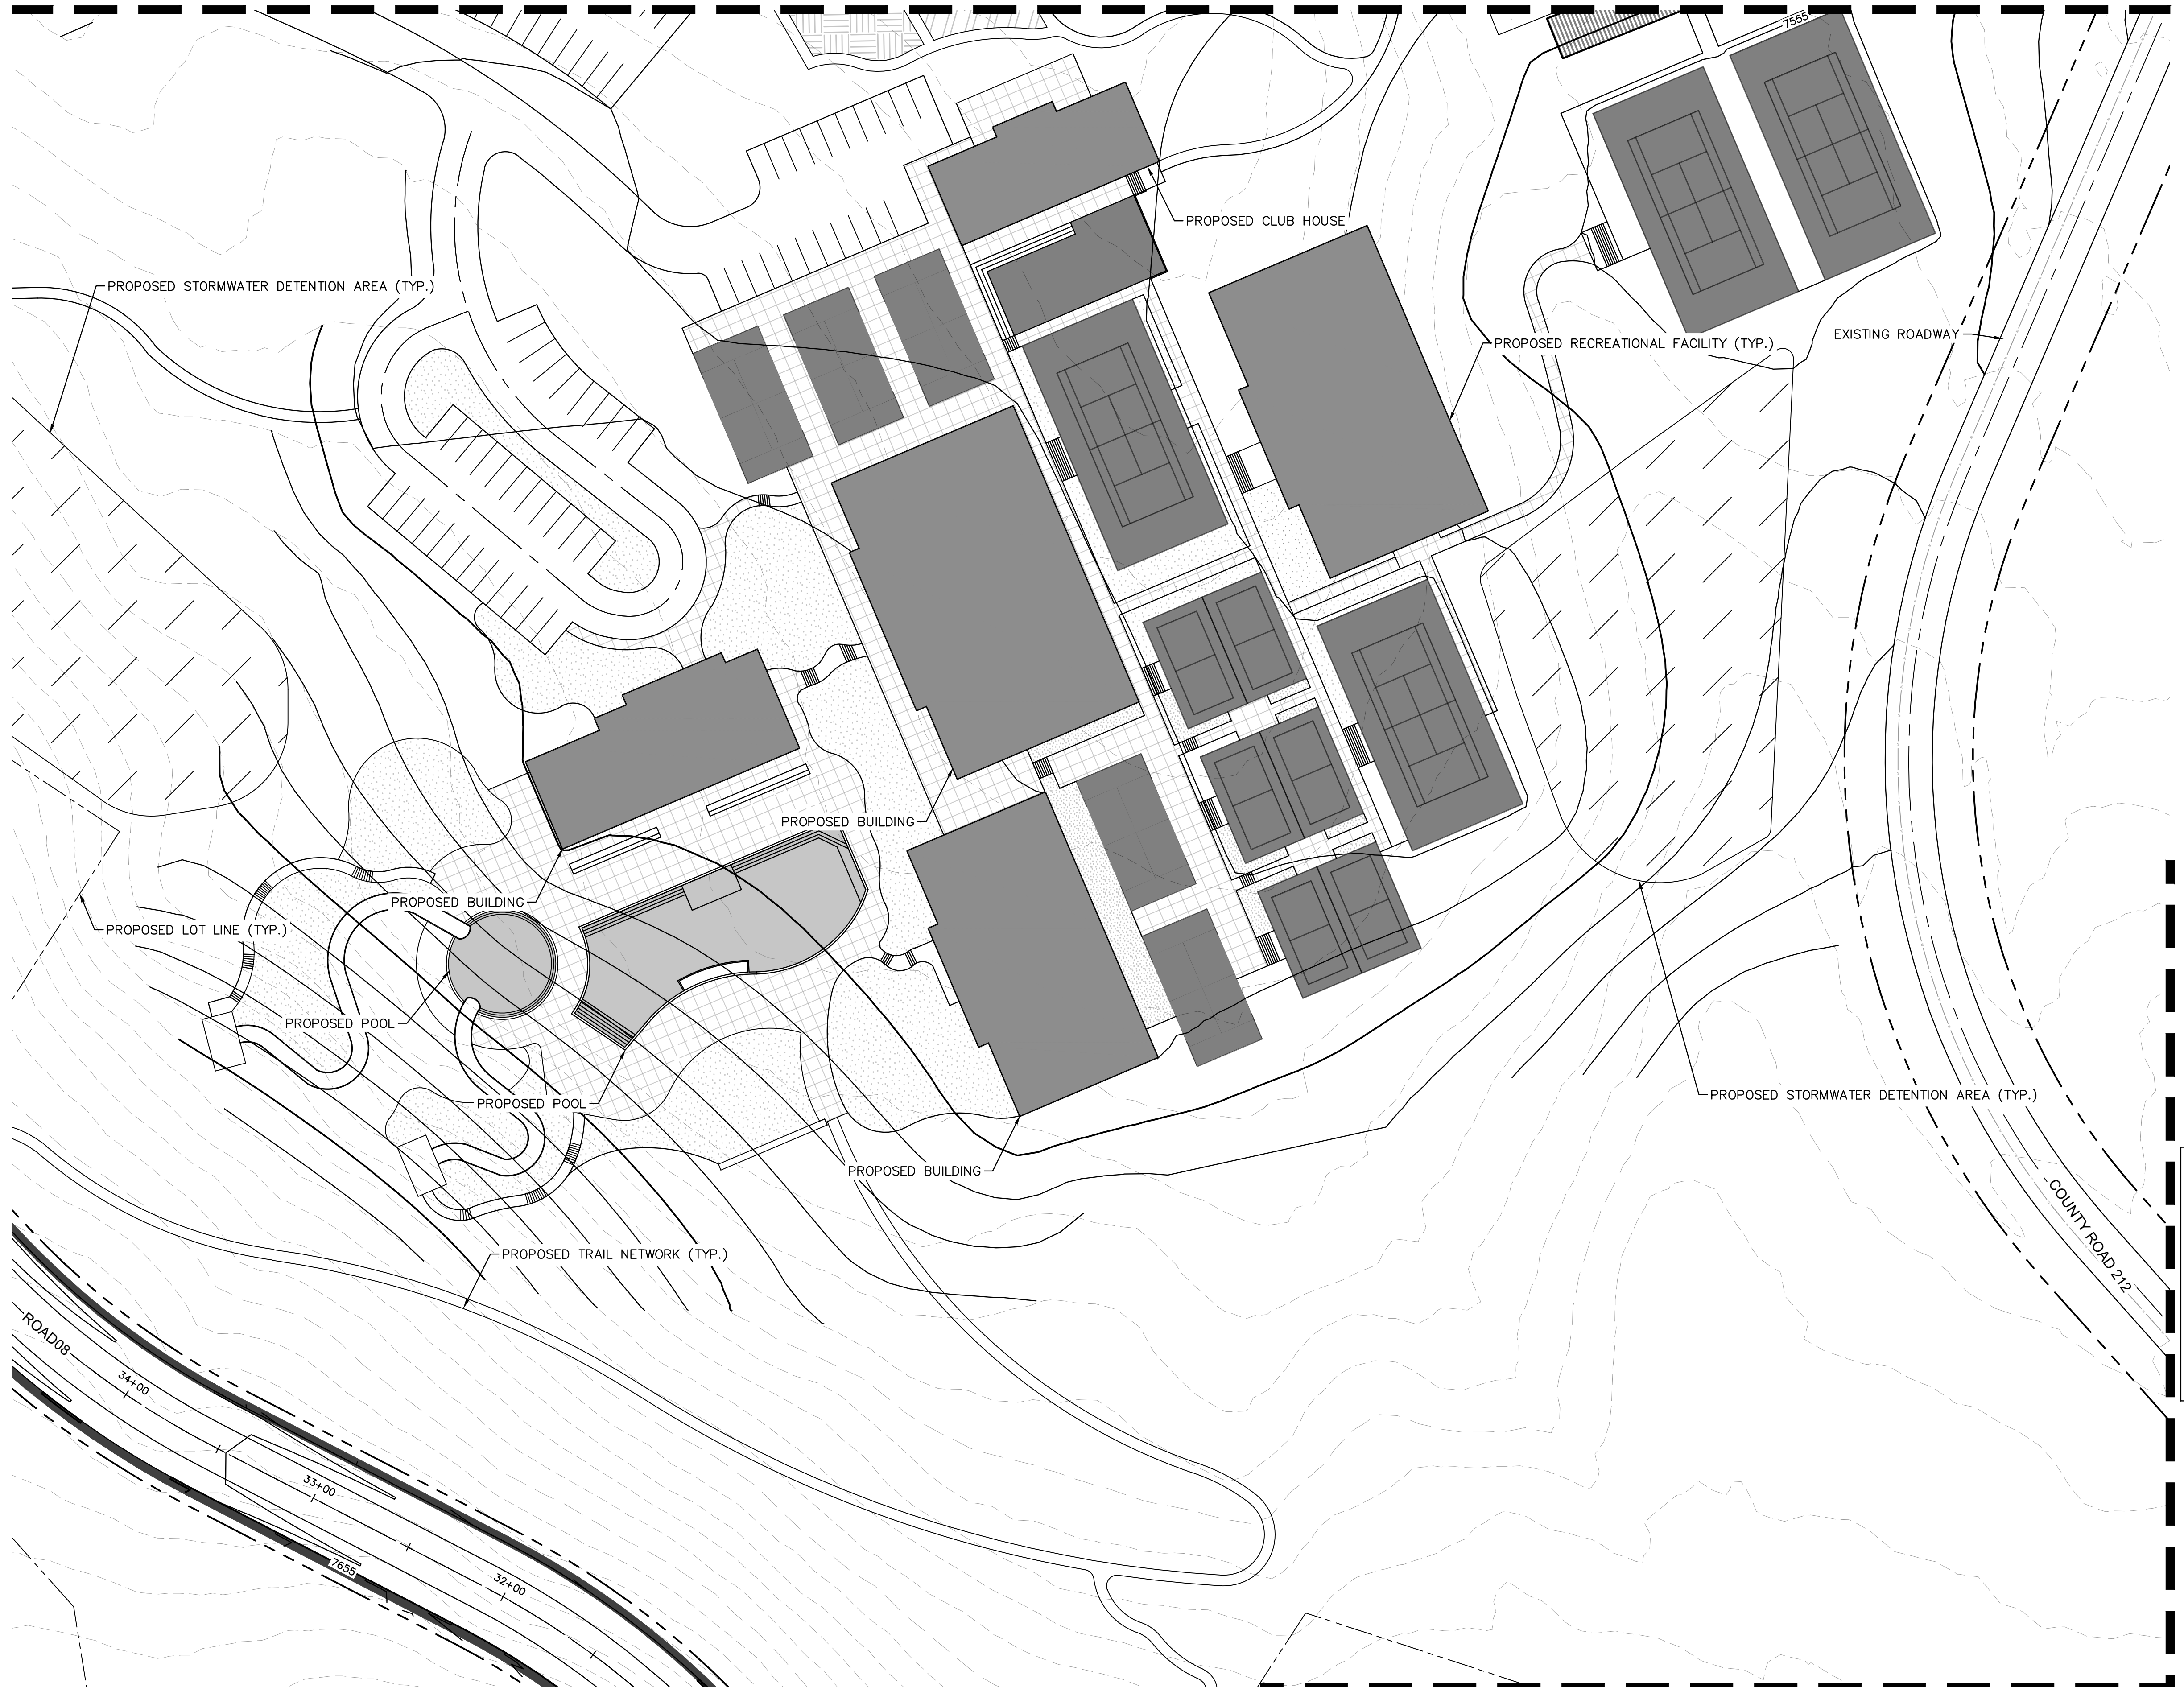 7555
PROPOSED CLUB HOUSE
PROPOSED STORMWATER DETENTION AREA (TYP.)
EXISTING ROADWAY
PROPOSED RECREATIONAL FACILITY (TYP.)
PROPOSED BUILDING
PROPOSED BUILDING
PROPOSED LOT LINE (TYP.)
PROPOSED POOL
PROPOSED STORMWATER DETENTION AREA (TYP.)
PROPOSED POOL
PROPOSED BUILDING
COUNTY ROAD 212
PROPOSED TRAIL NETWORK (TYP.)
ROAD08
34+00
33+00
7655
32+00